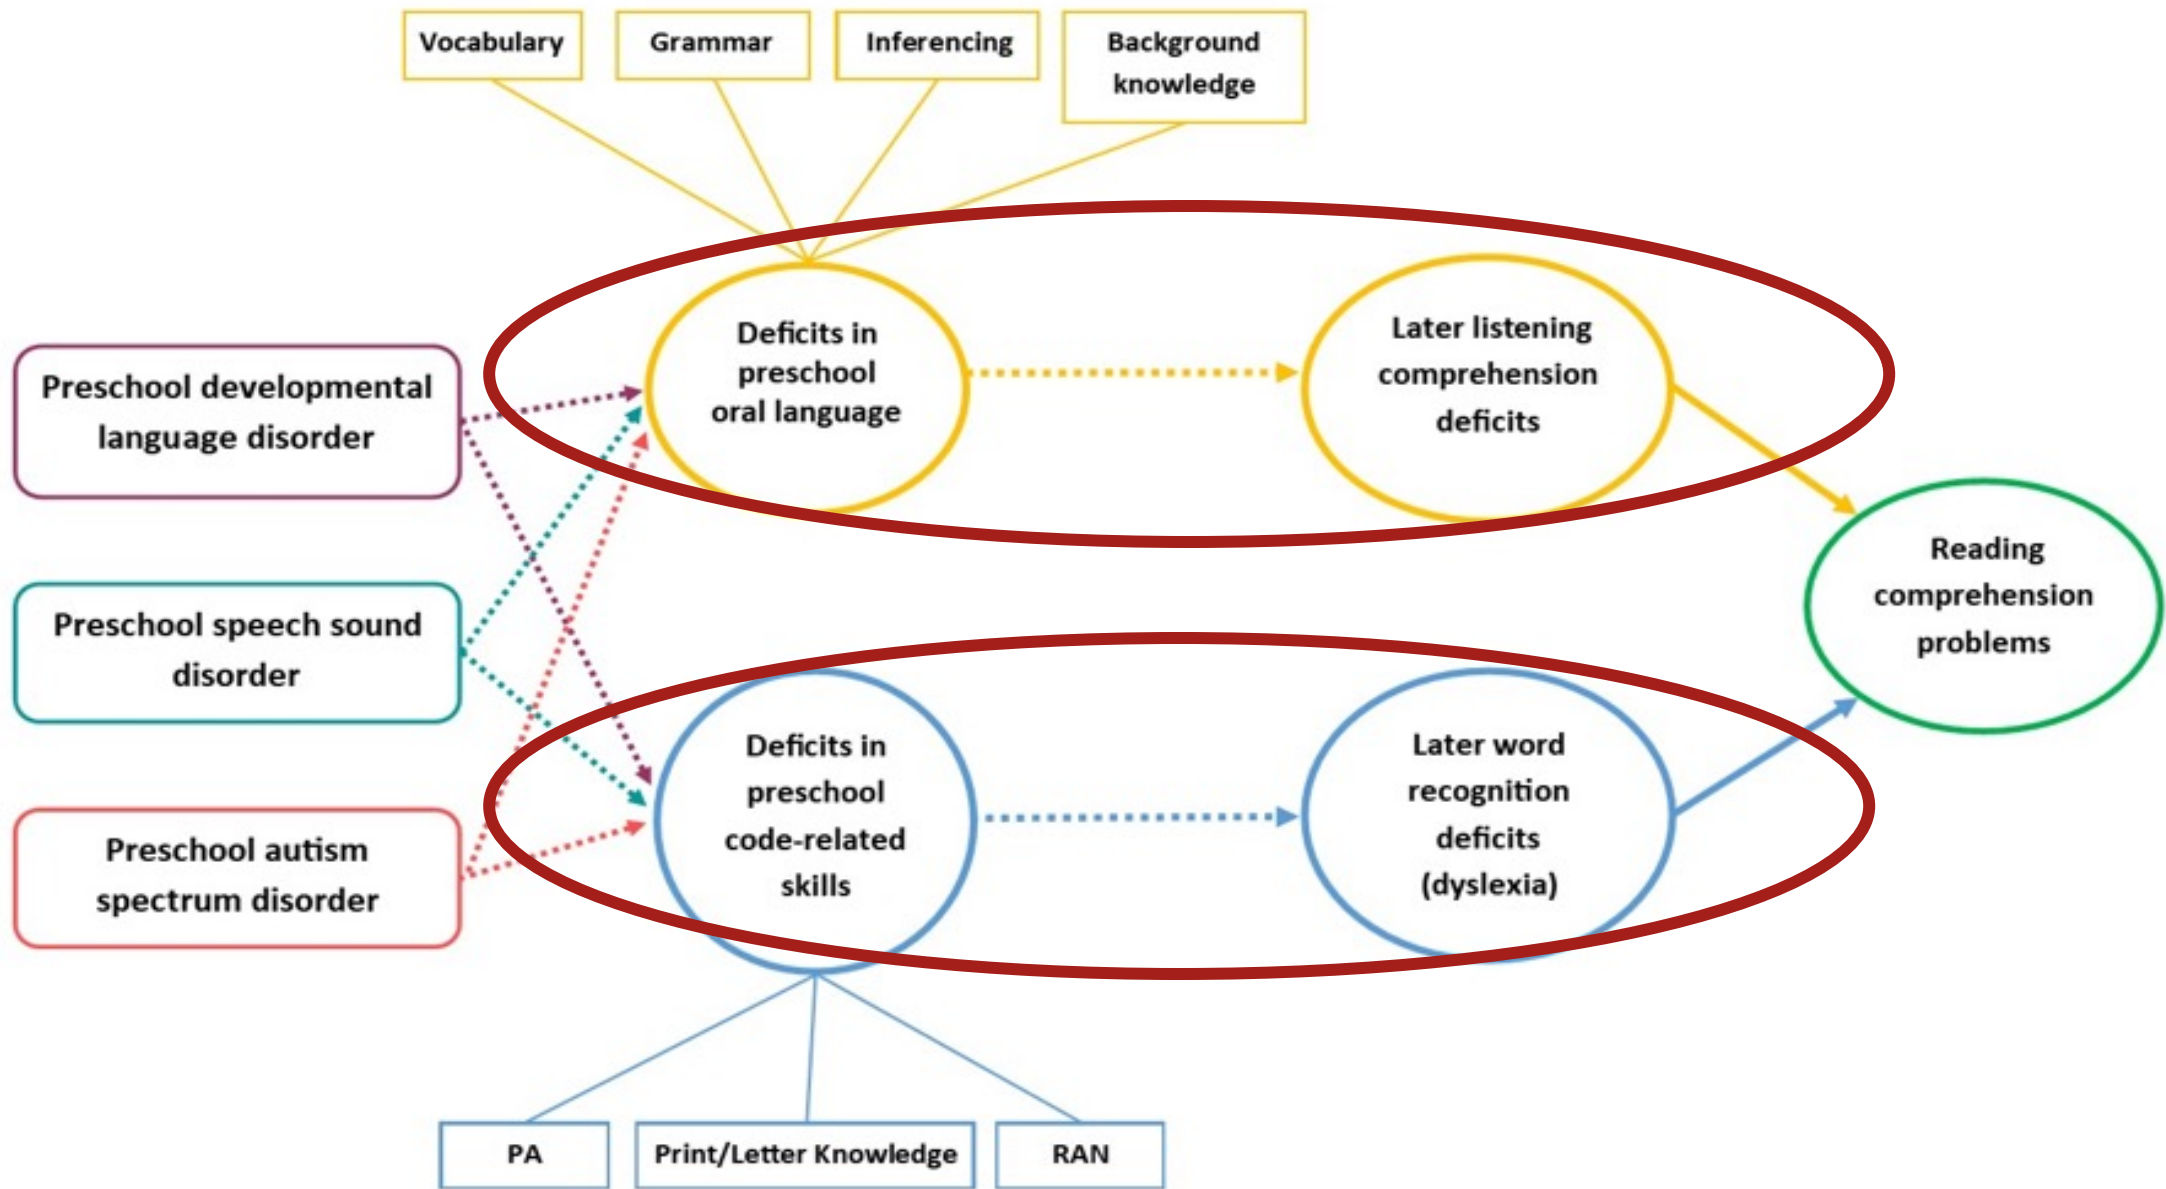 Vocabulary
Grammar
Inferencing
Background
knowledge
Deficits in
preschool
oral language
Later listening
comprehension
deficits
Preschool developmental
language disorder
Preschool speech sound
disorder
Preschool autism
spectrum disorder
Reading
comprehension
problems
Deficits in
preschool
code-related
skills
Later word
recognition
deficits
(dyslexia)
PA
Print/Letter Knowledge
RAN